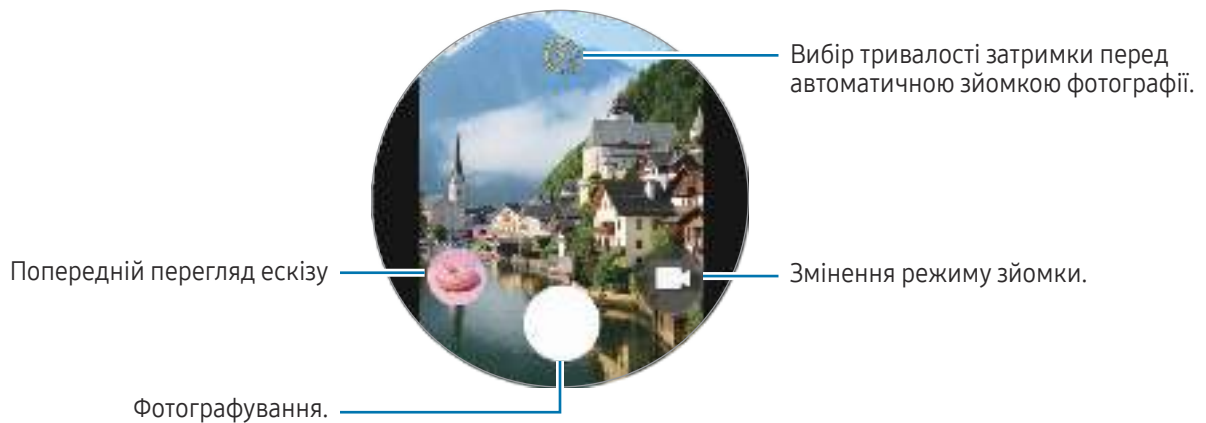 Вибір тривалості затримки перед
автоматичною зйомкою фотографії.
Попередній перегляд ескізу
Змінення режиму зйомки.
Фотографування.